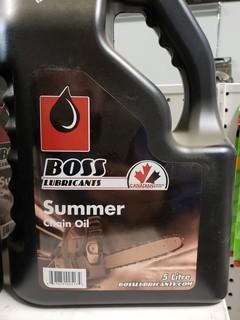 BOSS
LUBRICANTS
CANADIAN
Summer
Chain Oil
5 Litre
BOSSLUBRICANTS.COM